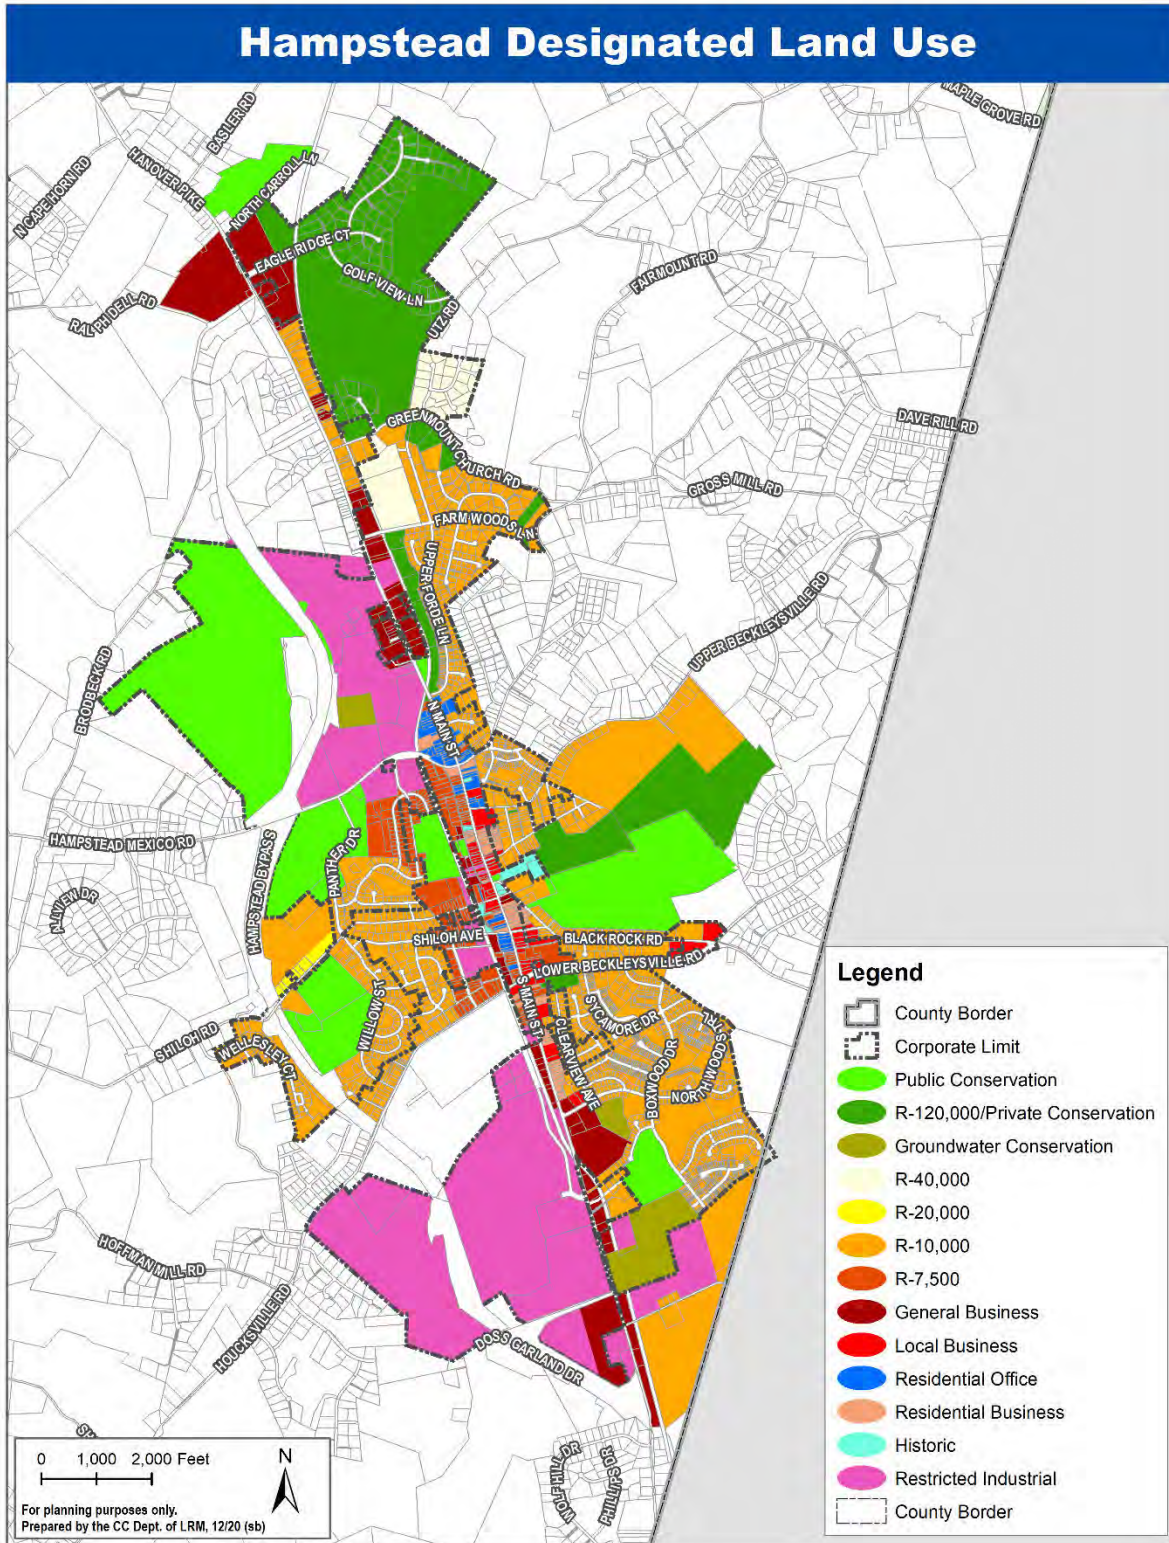 Hampstead Designated Land Use
MAPLE GROVE RD
BASLER RD
HANOVER PIKE
N CAPE HORN RD
NORTH CARROLL LN
EAGLE RIDGE CT
GOLF VIEW LN
FAIRMOUNT RD
RALPH DELL RD
UTZ RD
DAVE RILL RD
GREENMOUNT CHURCH RD
GROSS MILL RD
FARM WOODS LN
UPPER FORDE LN
UPPER BECKLEYSVILLE RD
BRODBECK RD
N MAIN ST
HAMPSTEAD MEXICO RD
PANTHER DR
ALLVIEW DR
HAMPSTEAD BYPASS
SHILOH AVE
BLACK ROCK RD
LOWER BECKLEYSVILLE RD
S MAIN ST
SYCAMORE DR
WILLOW ST
SHILOH RD
WELLESLEY CT
CLEARVIEW AVE
BOXWOOD DR
NORTHWOODS TRL
HOFFMAN MILL RD
HOUCKSVILLE RD
DOSS GARLAND DR
WOLF HILL DR
PHILLIPS DR
Legend
County Border
Corporate Limit
Public Conservation
R-120,000/Private Conservation
Groundwater Conservation
R-40,000
R-20,000
R-10,000
R-7,500
General Business
Local Business
Residential Office
Residential Business
Historic
Restricted Industrial
County Border
0 1,000 2,000 Feet
N
For planning purposes only.
Prepared by the CC Dept. of LRM, 12/20 (sb)